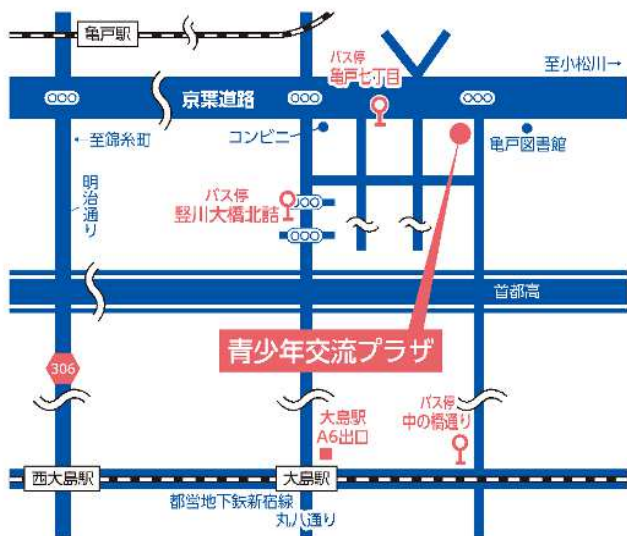 亀戸駅
バス停
亀戸七丁目
至小松川→
京葉道路
←至錦糸町
コンビニ
亀戸図書館
明治通り
バス停
竪川大橋北詰
首都高
青少年交流プラザ
306
大島駅
A6出口
バス停
中の橋通り
西大島駅
大島駅
都営地下鉄新宿線
丸八通り